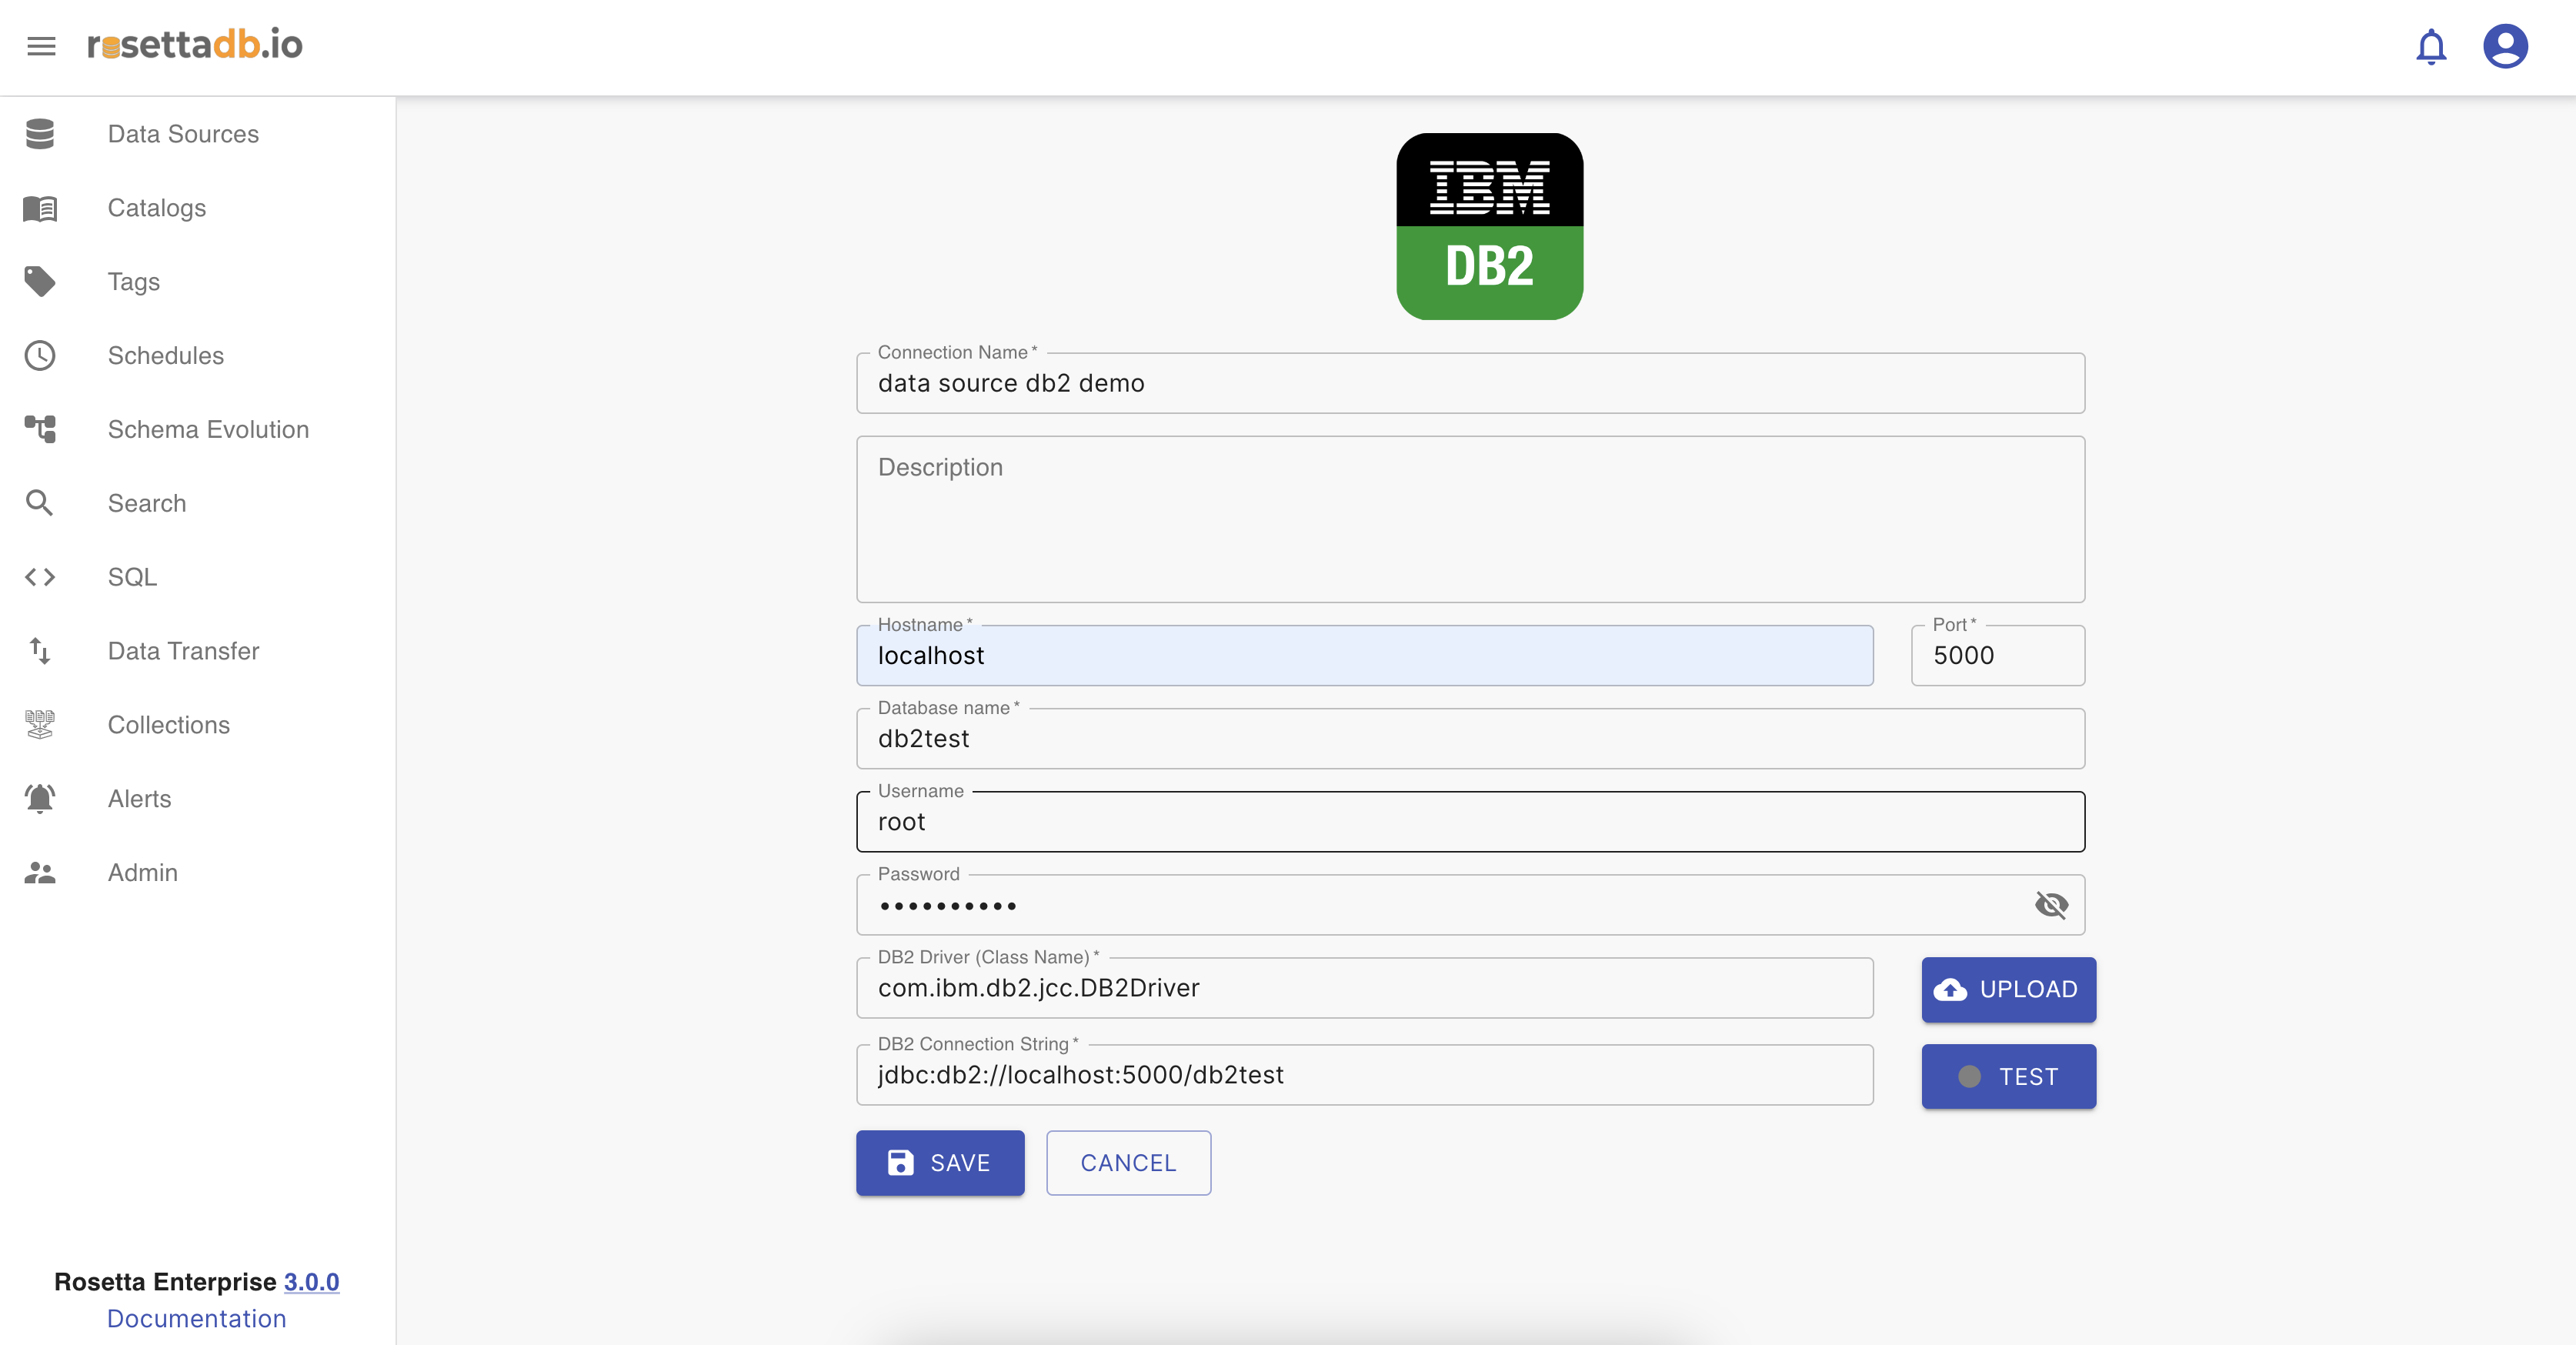 rosettadb.io
Data Sources
Catalogs
Tags
Schedules
Schema Evolution
Search
SQL
Data Transfer
Collections
Alerts
Admin
Rosetta Enterprise 3.0.0
Documentation
IBM
DB2
Connection Name *
data source db2 demo
Description
Hostname *
localhost
Port *
5000
Database name *
db2test
Username
root
Password
••••••••••
DB2 Driver (Class Name) *
com.ibm.db2.jcc.DB2Driver
UPLOAD
DB2 Connection String *
jdbc:db2://localhost:5000/db2test
TEST
SAVE
CANCEL